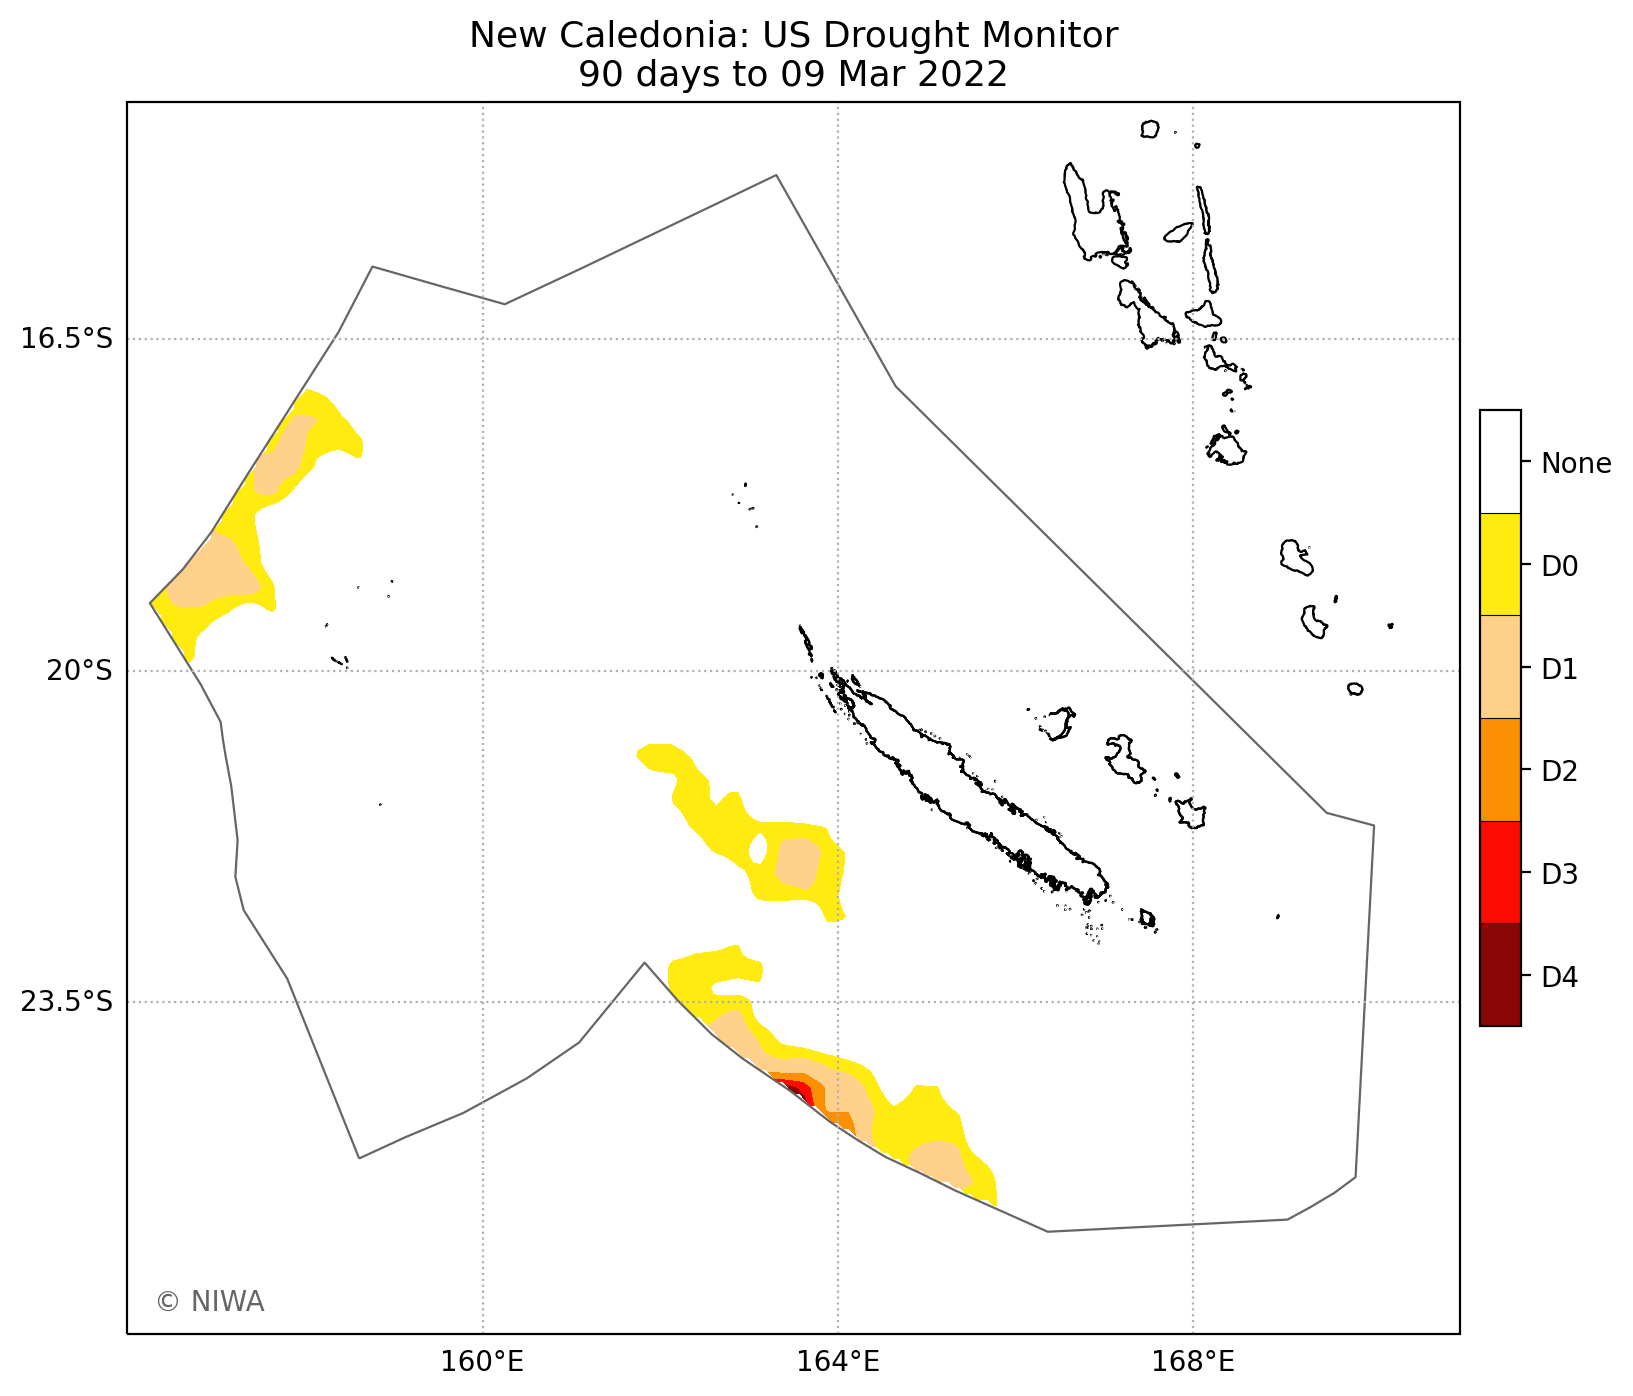 New Caledonia: US Drought Monitor
90 days to 09 Mar 2022
16.5°S
20°S
23.5°S
160°E
164°E
168°E
None
D0
D1
D2
D3
D4
© NIWA